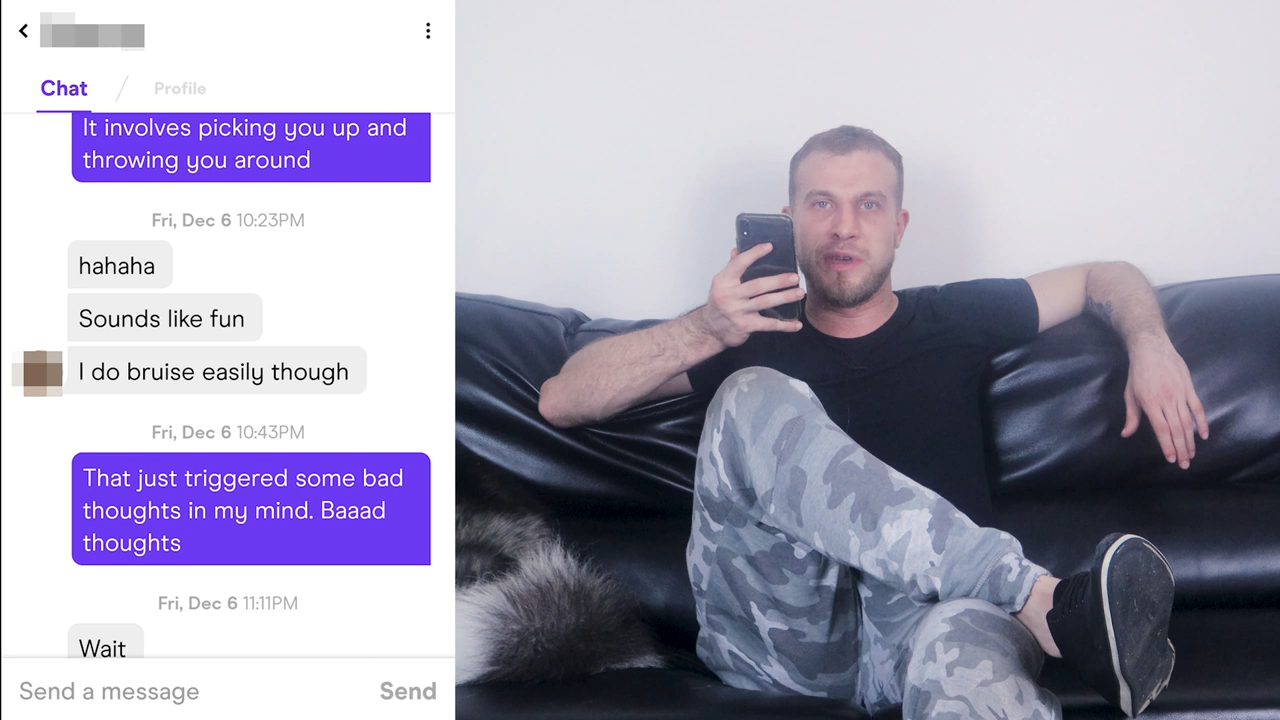 Chat / Profile
It involves picking you up and
throwing you around
Fri, Dec 6 10:23PM
hahaha
Sounds like fun
I do bruise easily though
Fri, Dec 6 10:43PM
That just triggered some bad
thoughts in my mind. Baaad
thoughts
Fri, Dec 6 11:11PM
Wait
Send a message Send